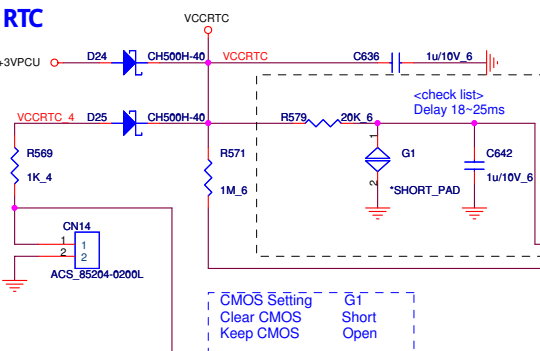 RTC
VCCRTC
+3VPCU
D24
CH500H-40
VCCRTC
C636
1u/10V_6
<check list>
Delay 18~25ms
VCCRTC_4
D25
CH500H-40
R579
20K_6
1
R569
1K_4
R571
1M_6
G1
C642
1u/10V_6
2
*SHORT_PAD
CN14
1
1
2
2
ACS_85204-0200L
CMOS Setting G1
Clear CMOS Short
Keep CMOS Open